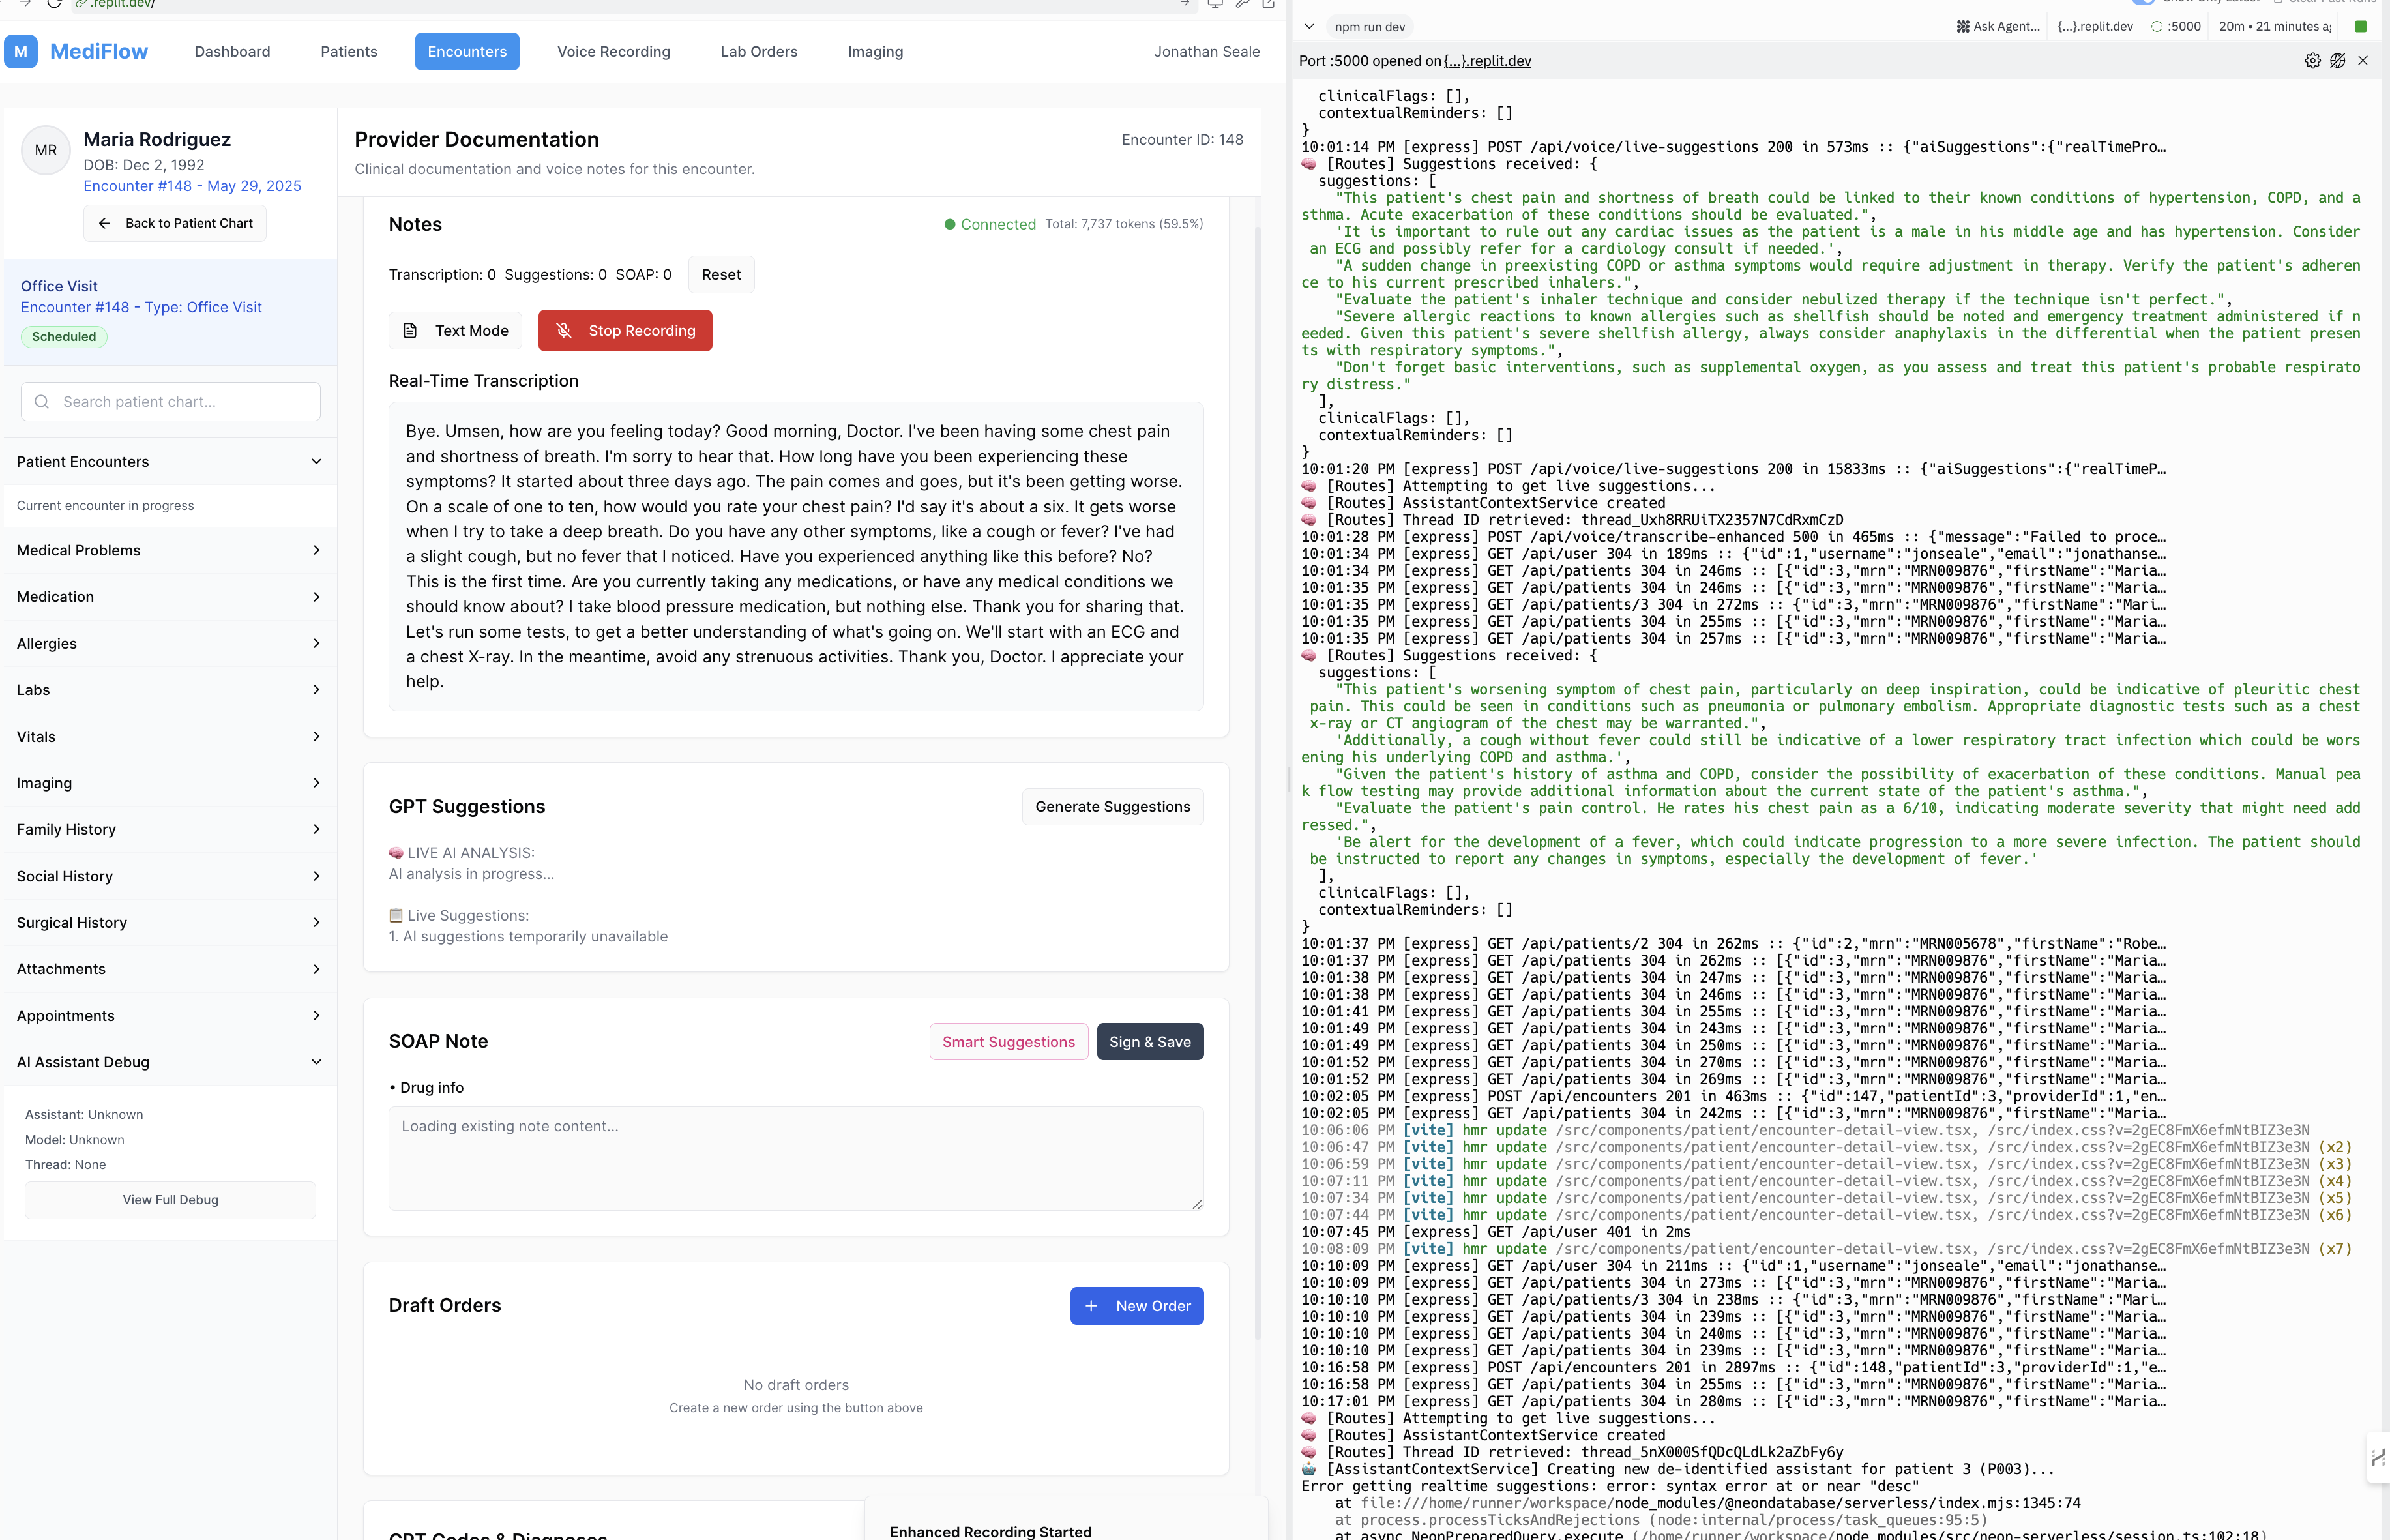 .replit.dev/
M MediFlow Dashboard Patients Encounters Voice Recording Lab Orders Imaging Jonathan Seale
MR
Maria Rodriguez
DOB: Dec 2, 1992
Encounter #148 - May 29, 2025
Back to Patient Chart
Office Visit
Encounter #148 - Type: Office Visit
Scheduled
Search patient chart...
Patient Encounters
Current encounter in progress
Medical Problems
Medication
Allergies
Labs
Vitals
Imaging
Family History
Social History
Surgical History
Attachments
Appointments
AI Assistant Debug
Assistant: Unknown
Model: Unknown
Thread: None
View Full Debug
Provider Documentation
Encounter ID: 148
Clinical documentation and voice notes for this encounter.
Notes
Connected Total: 7,737 tokens (59.5%)
Transcription: 0 Suggestions: 0 SOAP: 0 Reset
Text Mode Stop Recording
Real-Time Transcription
Bye. Umsen, how are you feeling today? Good morning, Doctor. I've been having some chest pain
and shortness of breath. I'm sorry to hear that. How long have you been experiencing these
symptoms? It started about three days ago. The pain comes and goes, but it's been getting worse.
On a scale of one to ten, how would you rate your chest pain? I'd say it's about a six. It gets worse
when I try to take a deep breath. Do you have any other symptoms, like a cough or fever? I've had
a slight cough, but no fever that I noticed. Have you experienced anything like this before? No?
This is the first time. Are you currently taking any medications, or have any medical conditions we
should know about? I take blood pressure medication, but nothing else. Thank you for sharing that.
Let's run some tests, to get a better understanding of what's going on. We'll start with an ECG and
a chest X-ray. In the meantime, avoid any strenuous activities. Thank you, Doctor. I appreciate your
help.
GPT Suggestions
Generate Suggestions
🧠 LIVE AI ANALYSIS:
AI analysis in progress...
📋 Live Suggestions:
1. AI suggestions temporarily unavailable
SOAP Note
Smart Suggestions Sign & Save
• Drug info
Loading existing note content...
Draft Orders
+ New Order
No draft orders
Create a new order using the button above
CPT Codes & Diagnoses
Enhanced Recording Started
npm run dev
Ask Agent... {...}.replit.dev :5000 20m • 21 minutes a
Port :5000 opened on {...}.replit.dev
clinicalFlags: [],
contextualReminders: []
}
10:01:14 PM [express] POST /api/voice/live-suggestions 200 in 573ms :: {"aiSuggestions":{"realTimePro…
🧠 [Routes] Suggestions received: {
suggestions: [
"This patient's chest pain and shortness of breath could be linked to their known conditions of hypertension, COPD, and a
sthma. Acute exacerbation of these conditions should be evaluated.",
'It is important to rule out any cardiac issues as the patient is a male in his middle age and has hypertension. Consider
an ECG and possibly refer for a cardiology consult if needed.',
"A sudden change in preexisting COPD or asthma symptoms would require adjustment in therapy. Verify the patient's adheren
ce to his current prescribed inhalers.",
"Evaluate the patient's inhaler technique and consider nebulized therapy if the technique isn't perfect.",
"Severe allergic reactions to known allergies such as shellfish should be noted and emergency treatment administered if n
eeded. Given this patient's severe shellfish allergy, always consider anaphylaxis in the differential when the patient presen
ts with respiratory symptoms.",
"Don't forget basic interventions, such as supplemental oxygen, as you assess and treat this patient's probable respirato
ry distress."
],
clinicalFlags: [],
contextualReminders: []
}
10:01:20 PM [express] POST /api/voice/live-suggestions 200 in 15833ms :: {"aiSuggestions":{"realTimeP…
🧠 [Routes] Attempting to get live suggestions...
🧠 [Routes] AssistantContextService created
🧠 [Routes] Thread ID retrieved: thread_Uxh8RRUiTX2357N7CdRxmCzD
10:01:28 PM [express] POST /api/voice/transcribe-enhanced 500 in 465ms :: {"message":"Failed to proce…
10:01:34 PM [express] GET /api/user 304 in 189ms :: {"id":1,"username":"jonseale","email":"jonathanse…
10:01:34 PM [express] GET /api/patients 304 in 246ms :: [{"id":3,"mrn":"MRN009876","firstName":"Maria…
10:01:35 PM [express] GET /api/patients 304 in 246ms :: [{"id":3,"mrn":"MRN009876","firstName":"Maria…
10:01:35 PM [express] GET /api/patients/3 304 in 272ms :: {"id":3,"mrn":"MRN009876","firstName":"Mari…
10:01:35 PM [express] GET /api/patients 304 in 255ms :: [{"id":3,"mrn":"MRN009876","firstName":"Maria…
10:01:35 PM [express] GET /api/patients 304 in 257ms :: [{"id":3,"mrn":"MRN009876","firstName":"Maria…
🧠 [Routes] Suggestions received: {
suggestions: [
"This patient's worsening symptom of chest pain, particularly on deep inspiration, could be indicative of pleuritic chest
pain. This could be seen in conditions such as pneumonia or pulmonary embolism. Appropriate diagnostic tests such as a chest
x-ray or CT angiogram of the chest may be warranted.",
'Additionally, a cough without fever could still be indicative of a lower respiratory tract infection which could be wors
ening his underlying COPD and asthma.',
"Given the patient's history of asthma and COPD, consider the possibility of exacerbation of these conditions. Manual pea
k flow testing may provide additional information about the current state of the patient's asthma.",
"Evaluate the patient's pain control. He rates his chest pain as a 6/10, indicating moderate severity that might need add
ressed.",
'Be alert for the development of a fever, which could indicate progression to a more severe infection. The patient should
be instructed to report any changes in symptoms, especially the development of fever.'
],
clinicalFlags: [],
contextualReminders: []
}
10:01:37 PM [express] GET /api/patients/2 304 in 262ms :: {"id":2,"mrn":"MRN005678","firstName":"Robe…
10:01:37 PM [express] GET /api/patients 304 in 262ms :: [{"id":3,"mrn":"MRN009876","firstName":"Maria…
10:01:38 PM [express] GET /api/patients 304 in 247ms :: [{"id":3,"mrn":"MRN009876","firstName":"Maria…
10:01:38 PM [express] GET /api/patients 304 in 246ms :: [{"id":3,"mrn":"MRN009876","firstName":"Maria…
10:01:41 PM [express] GET /api/patients 304 in 255ms :: [{"id":3,"mrn":"MRN009876","firstName":"Maria…
10:01:49 PM [express] GET /api/patients 304 in 243ms :: [{"id":3,"mrn":"MRN009876","firstName":"Maria…
10:01:49 PM [express] GET /api/patients 304 in 250ms :: [{"id":3,"mrn":"MRN009876","firstName":"Maria…
10:01:52 PM [express] GET /api/patients 304 in 270ms :: [{"id":3,"mrn":"MRN009876","firstName":"Maria…
10:01:52 PM [express] GET /api/patients 304 in 269ms :: [{"id":3,"mrn":"MRN009876","firstName":"Maria…
10:02:05 PM [express] POST /api/encounters 201 in 463ms :: {"id":147,"patientId":3,"providerId":1,"en…
10:02:05 PM [express] GET /api/patients 304 in 242ms :: [{"id":3,"mrn":"MRN009876","firstName":"Maria…
10:06:06 PM [vite] hmr update /src/components/patient/encounter-detail-view.tsx, /src/index.css?v=2gEC8FmX6efmNtBIZ3e3N
10:06:47 PM [vite] hmr update /src/components/patient/encounter-detail-view.tsx, /src/index.css?v=2gEC8FmX6efmNtBIZ3e3N (x2)
10:06:59 PM [vite] hmr update /src/components/patient/encounter-detail-view.tsx, /src/index.css?v=2gEC8FmX6efmNtBIZ3e3N (x3)
10:07:11 PM [vite] hmr update /src/components/patient/encounter-detail-view.tsx, /src/index.css?v=2gEC8FmX6efmNtBIZ3e3N (x4)
10:07:34 PM [vite] hmr update /src/components/patient/encounter-detail-view.tsx, /src/index.css?v=2gEC8FmX6efmNtBIZ3e3N (x5)
10:07:44 PM [vite] hmr update /src/components/patient/encounter-detail-view.tsx, /src/index.css?v=2gEC8FmX6efmNtBIZ3e3N (x6)
10:07:45 PM [express] GET /api/user 401 in 2ms
10:08:09 PM [vite] hmr update /src/components/patient/encounter-detail-view.tsx, /src/index.css?v=2gEC8FmX6efmNtBIZ3e3N (x7)
10:10:09 PM [express] GET /api/user 304 in 211ms :: {"id":1,"username":"jonseale","email":"jonathanse…
10:10:09 PM [express] GET /api/patients 304 in 273ms :: [{"id":3,"mrn":"MRN009876","firstName":"Maria…
10:10:10 PM [express] GET /api/patients/3 304 in 238ms :: {"id":3,"mrn":"MRN009876","firstName":"Mari…
10:10:10 PM [express] GET /api/patients 304 in 239ms :: [{"id":3,"mrn":"MRN009876","firstName":"Maria…
10:10:10 PM [express] GET /api/patients 304 in 240ms :: [{"id":3,"mrn":"MRN009876","firstName":"Maria…
10:10:10 PM [express] GET /api/patients 304 in 239ms :: [{"id":3,"mrn":"MRN009876","firstName":"Maria…
10:16:58 PM [express] POST /api/encounters 201 in 2897ms :: {"id":148,"patientId":3,"providerId":1,"e…
10:16:58 PM [express] GET /api/patients 304 in 255ms :: [{"id":3,"mrn":"MRN009876","firstName":"Maria…
10:17:01 PM [express] GET /api/patients 304 in 280ms :: [{"id":3,"mrn":"MRN009876","firstName":"Maria…
🧠 [Routes] Attempting to get live suggestions...
🧠 [Routes] AssistantContextService created
🧠 [Routes] Thread ID retrieved: thread_5nX000SfQDcQLdLk2aZbFy6y
🤖 [AssistantContextService] Creating new de-identified assistant for patient 3 (P003)...
Error getting realtime suggestions: error: syntax error at or near "desc"
at file:///home/runner/workspace/node_modules/@neondatabase/serverless/index.mjs:1345:74
at process.processTicksAndRejections (node:internal/process/task_queues:95:5)
at async NeonPreparedQuery.execute (/home/runner/workspace/node_modules/src/neon-serverless/session.ts:102:18)